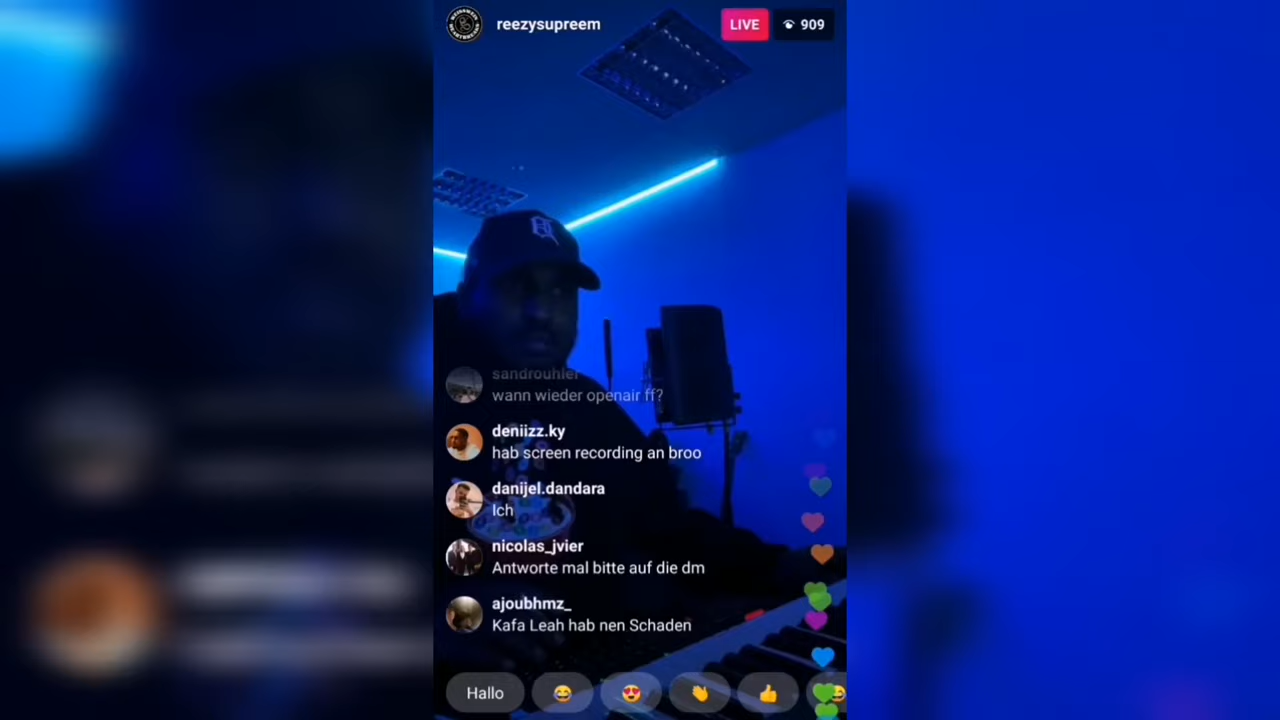 reezysupreem
LIVE
909
sandrouhler
wann wieder openair ff?
deniizz.ky
hab screen recording an broo
danijel.dandara
Ich
nicolas_jvier
Antworte mal bitte auf die dm
ajoubhmz_
Kafa Leah hab nen Schaden
Hallo